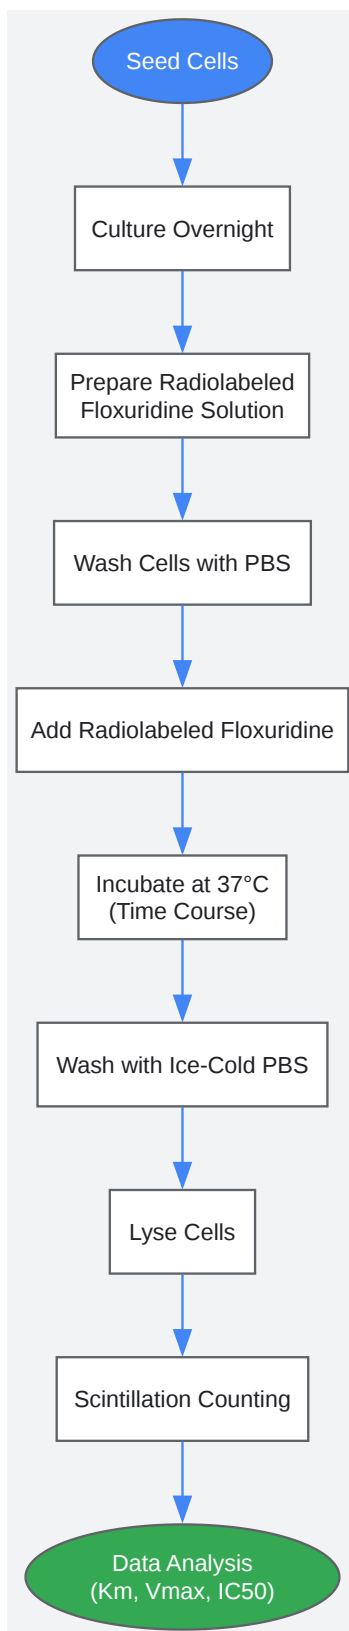 Seed Cells
Culture Overnight
Prepare Radiolabeled
Floxuridine Solution
Wash Cells with PBS
Add Radiolabeled Floxuridine
Incubate at 37°C
(Time Course)
Wash with Ice-Cold PBS
Lyse Cells
Scintillation Counting
Data Analysis
(Km, Vmax, IC50)